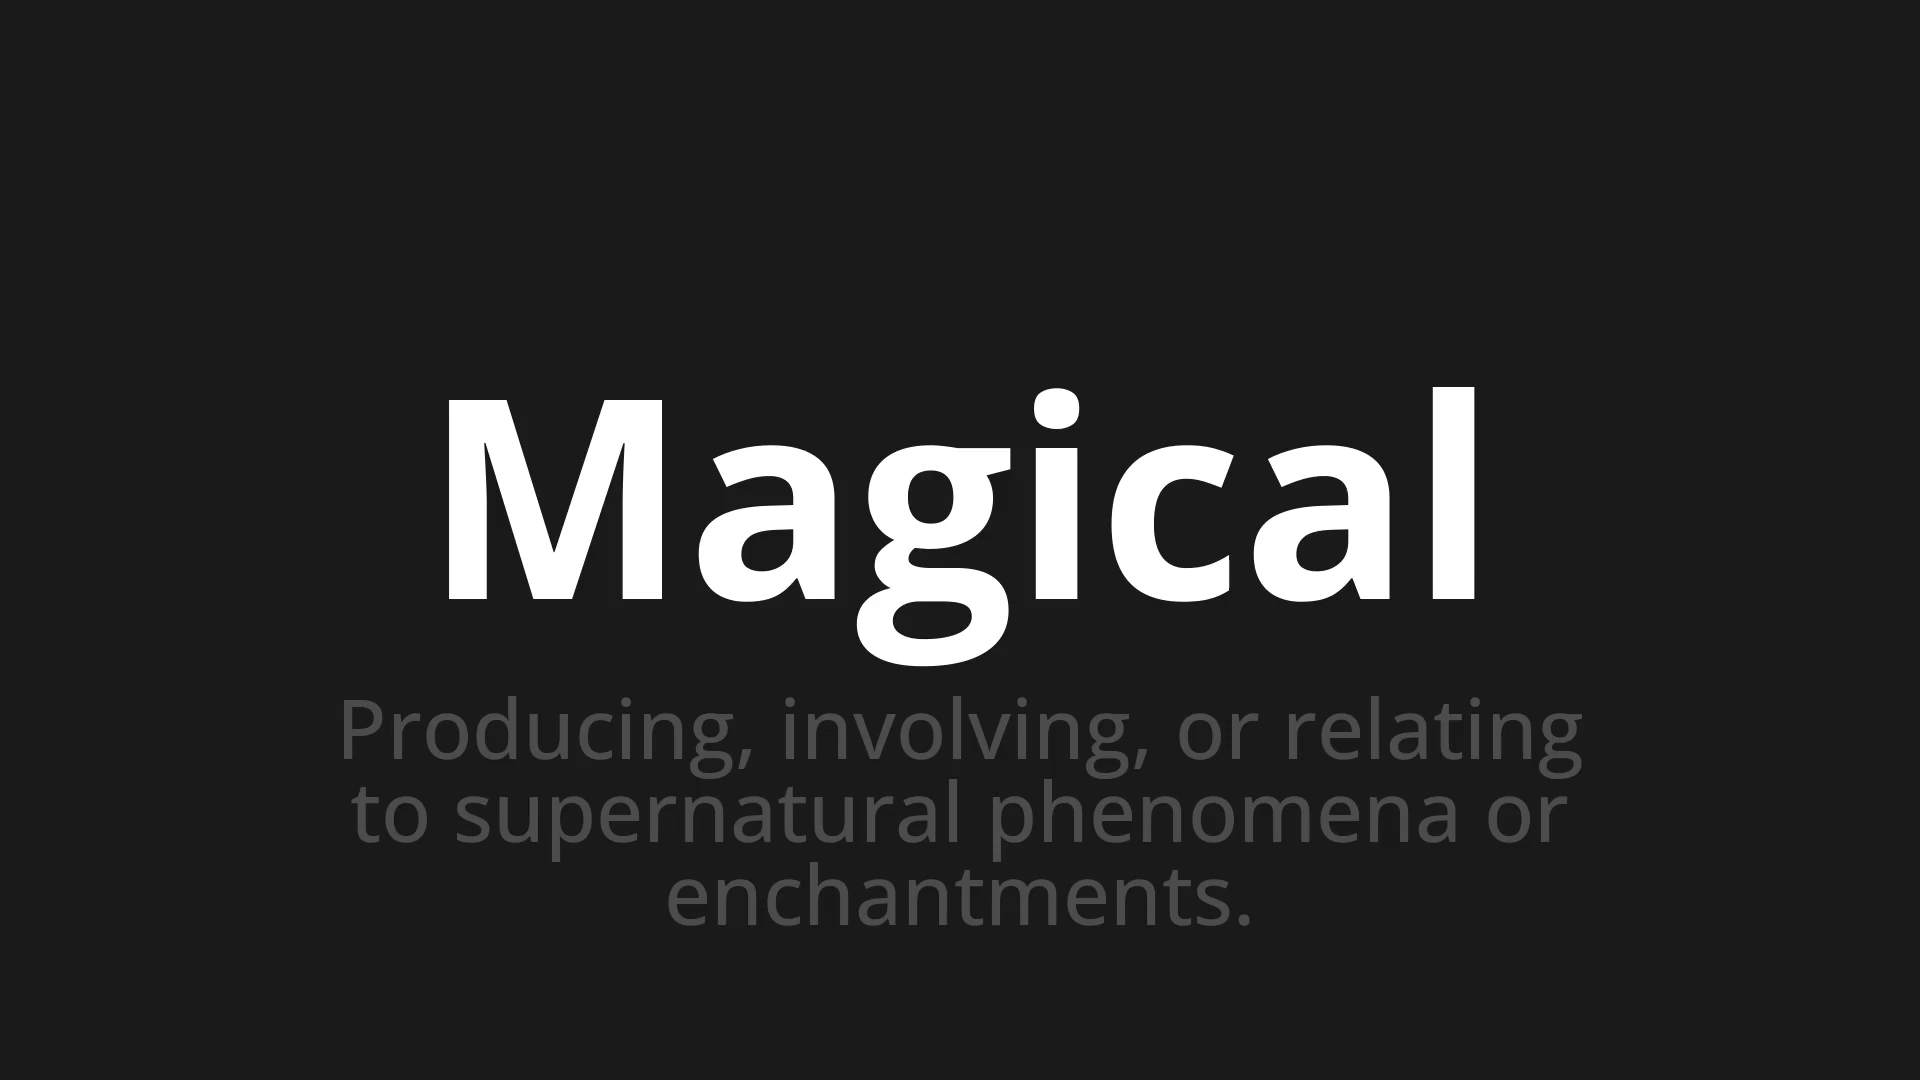 Magical
Producing, involving, or relating
to supernatural phenomena or
enchantments.